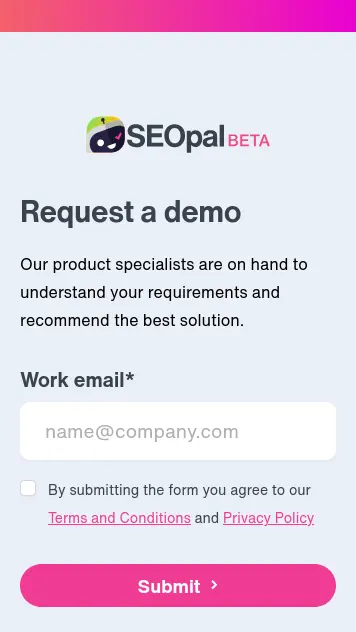 SEOpal BETA
Request a demo
Our product specialists are on hand to
understand your requirements and
recommend the best solution.
Work email*
name@company.com
By submitting the form you agree to our
Terms and Conditions and Privacy Policy
Submit